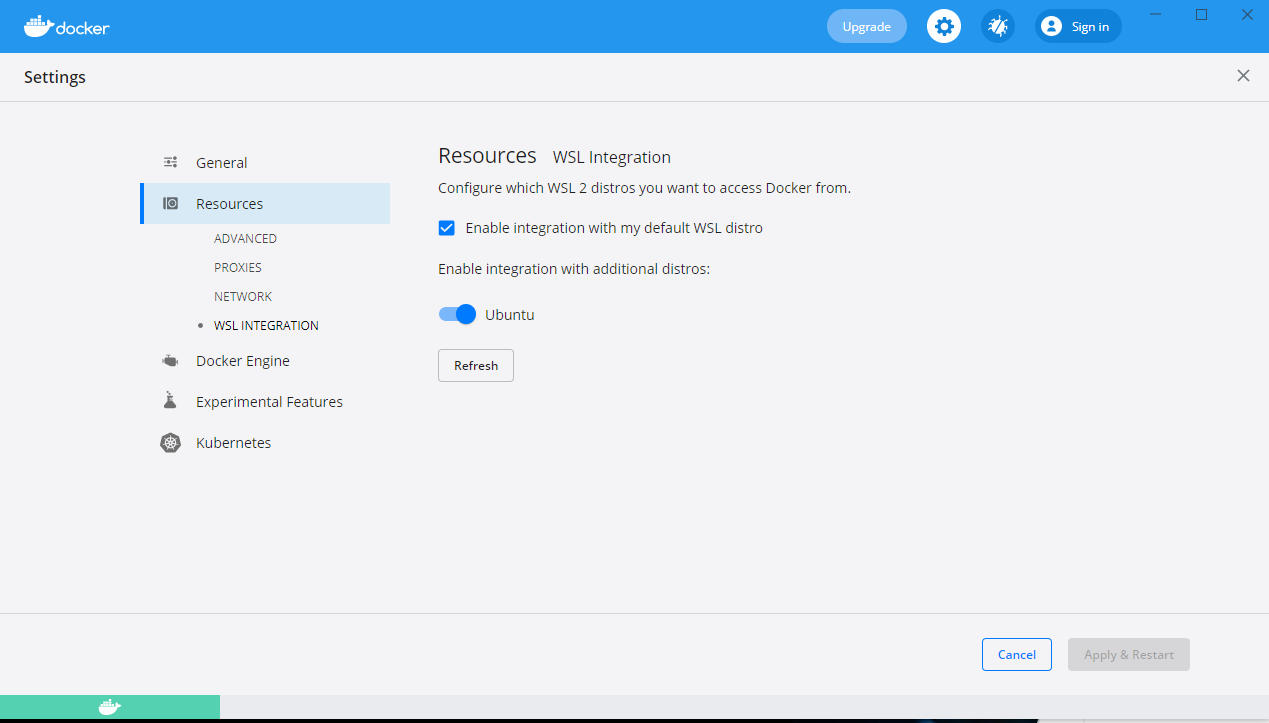 docker
Upgrade
Sign in
Settings
General
Resources
ADVANCED
PROXIES
NETWORK
WSL INTEGRATION
Docker Engine
Experimental Features
Kubernetes
Resources WSL Integration
Configure which WSL 2 distros you want to access Docker from.
Enable integration with my default WSL distro
Enable integration with additional distros:
Ubuntu
Refresh
Cancel
Apply & Restart